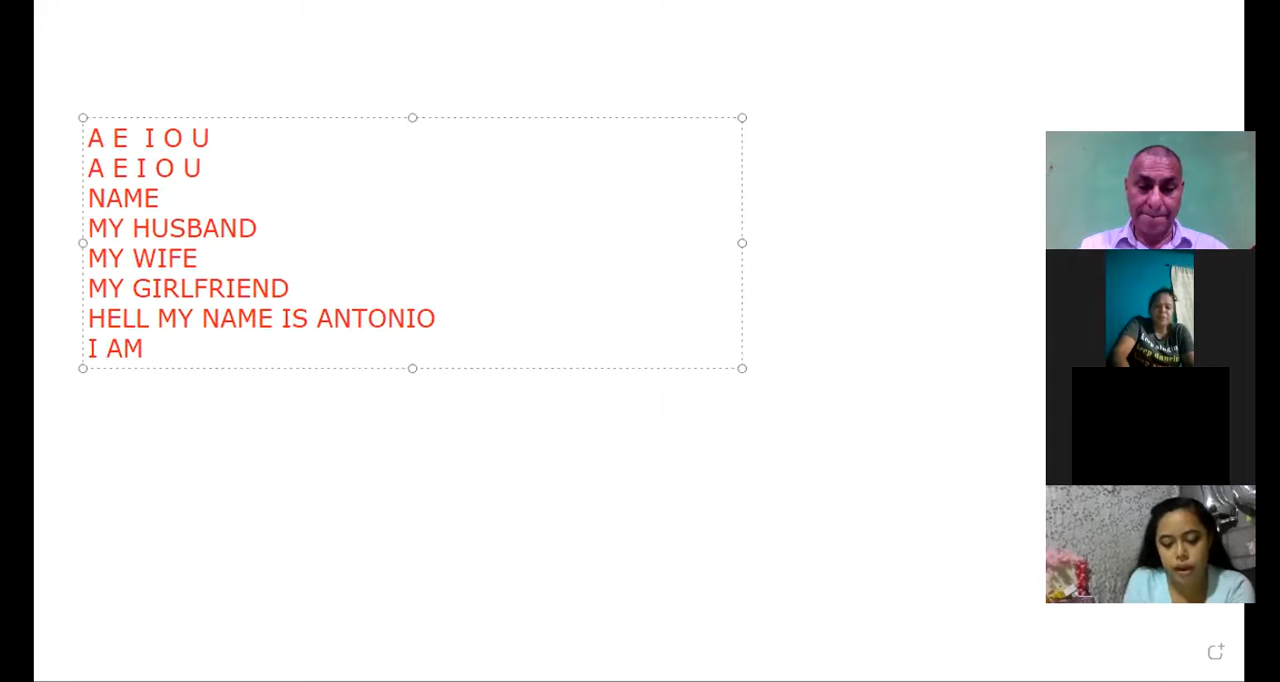 A E I O U
A E I O U
NAME
MY HUSBAND
MY WIFE
MY GIRLFRIEND
HELL MY NAME IS ANTONIO
I AM